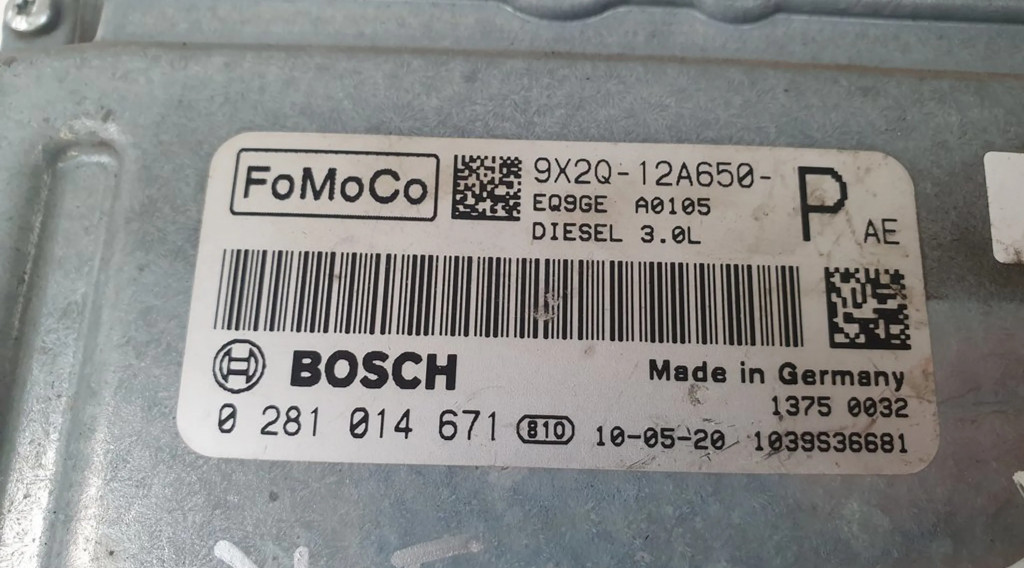 FoMoCo
9X2Q-12A650-
P
AE
EQ9GE A0105
DIESEL 3.0L
BOSCH
Made in Germany
1375 0032
0 281 014 671 810 10-05-20 1039S36681